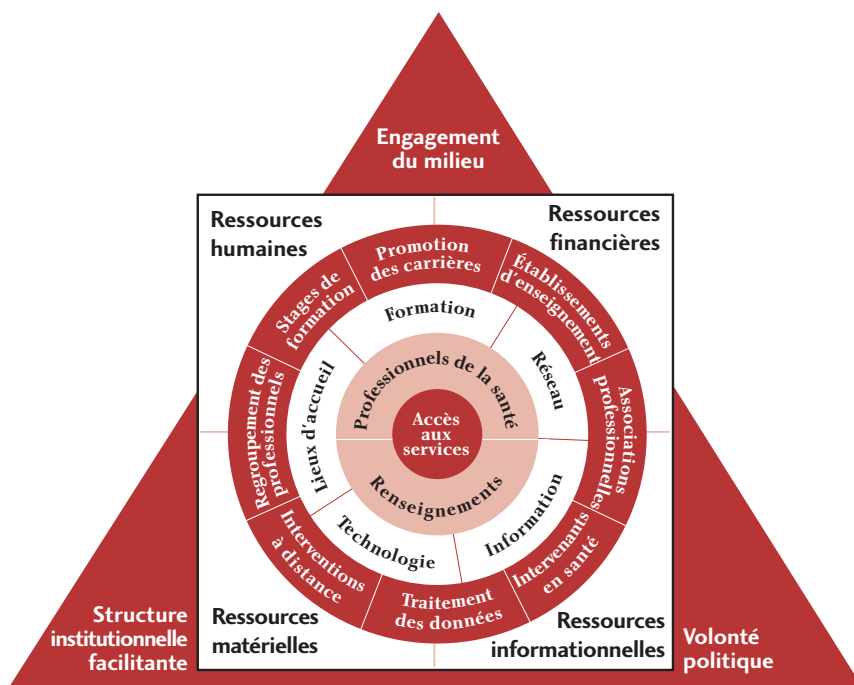 Engagement
du milieu
Ressources
humaines
Ressources
financières
Promotion
des carrières
Établissements
d'enseignement
Associations
professionnelles
Intervenants
en santé
Traitement
des données
Interventions
à distance
Regroupement des
professionnels
Stages de
formation
Formation
Réseau
Information
Technologie
Lieux d'accueil
Professionnels de la santé
Renseignements
Accès
aux
services
Ressources
matérielles
Ressources
informationnelles
Structure
institutionnelle
facilitante
Volonté
politique